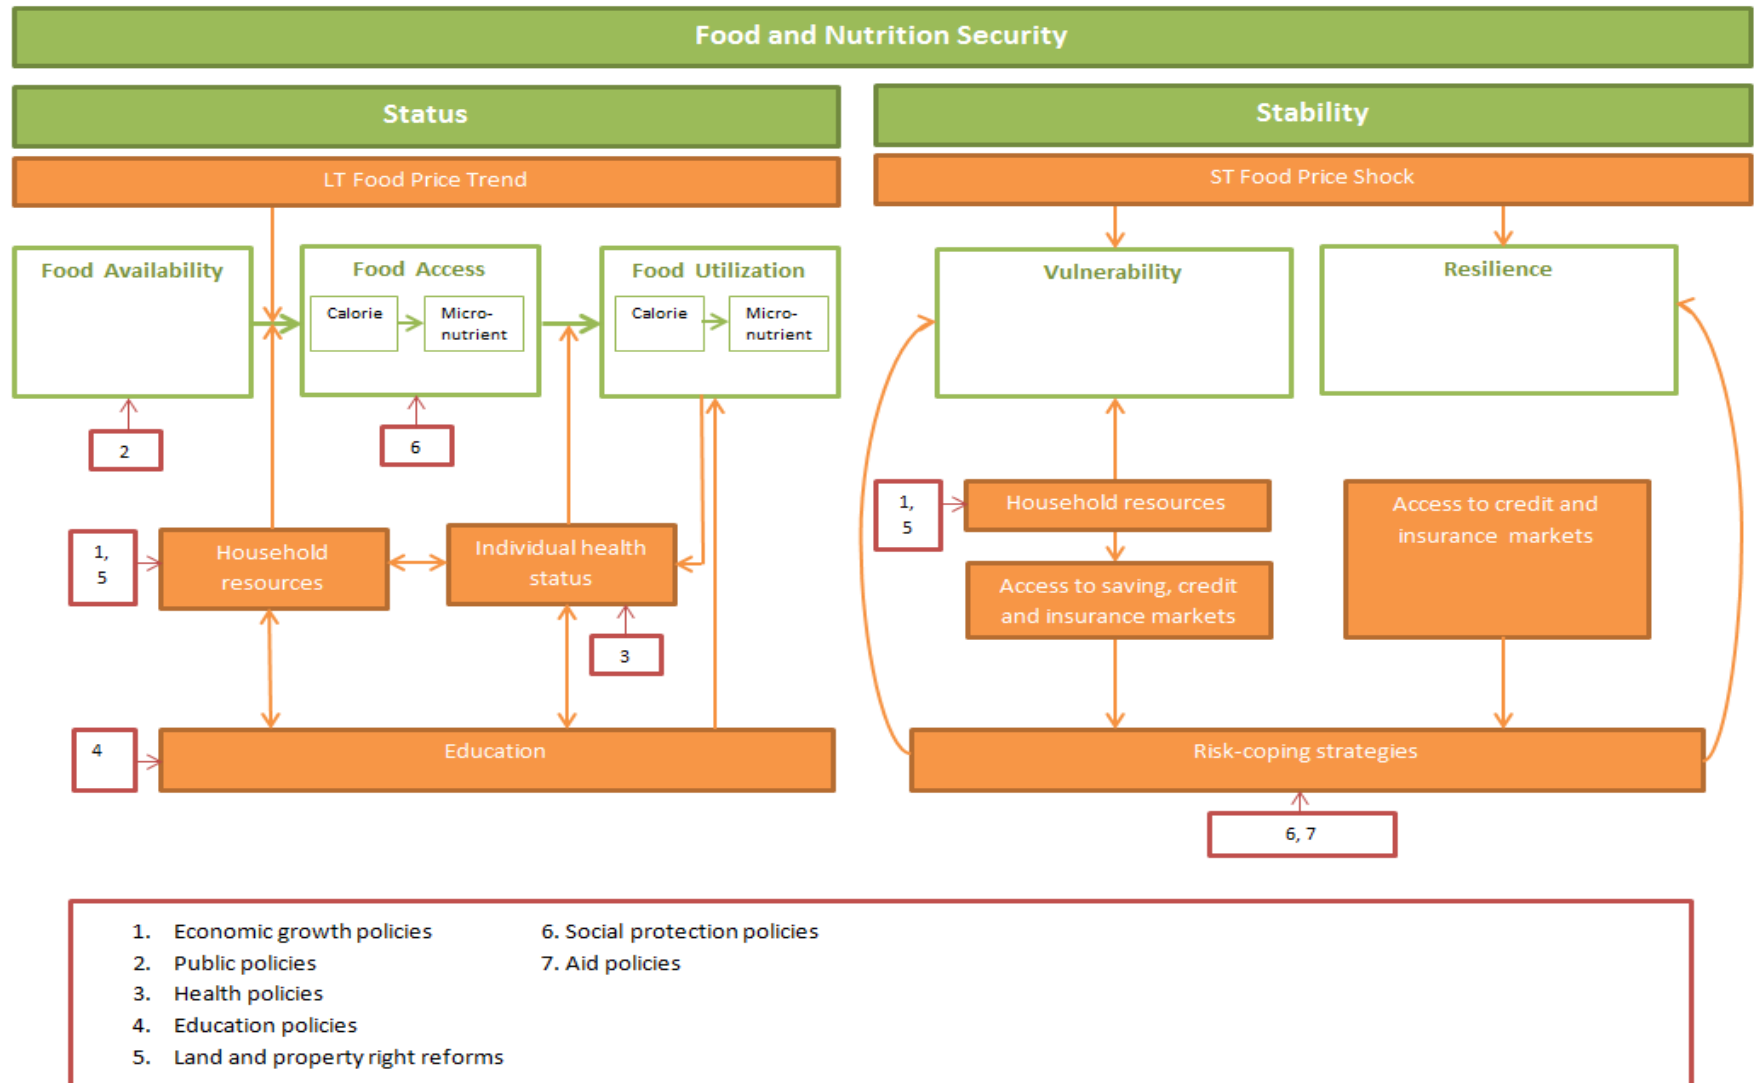 Food and Nutrition Security
Status
Stability
LT Food Price Trend
ST Food Price Shock
Food Availability
Food Access
Calorie
Micro-
nutrient
Food Utilization
Calorie
Micro-
nutrient
Vulnerability
Resilience
2
6
1,
5
Household
resources
Individual health
status
3
4
Education
1,
5
Household resources
Access to saving, credit
and insurance markets
Access to credit and
insurance markets
Risk-coping strategies
6, 7
1. Economic growth policies
2. Public policies
3. Health policies
4. Education policies
5. Land and property right reforms
6. Social protection policies
7. Aid policies